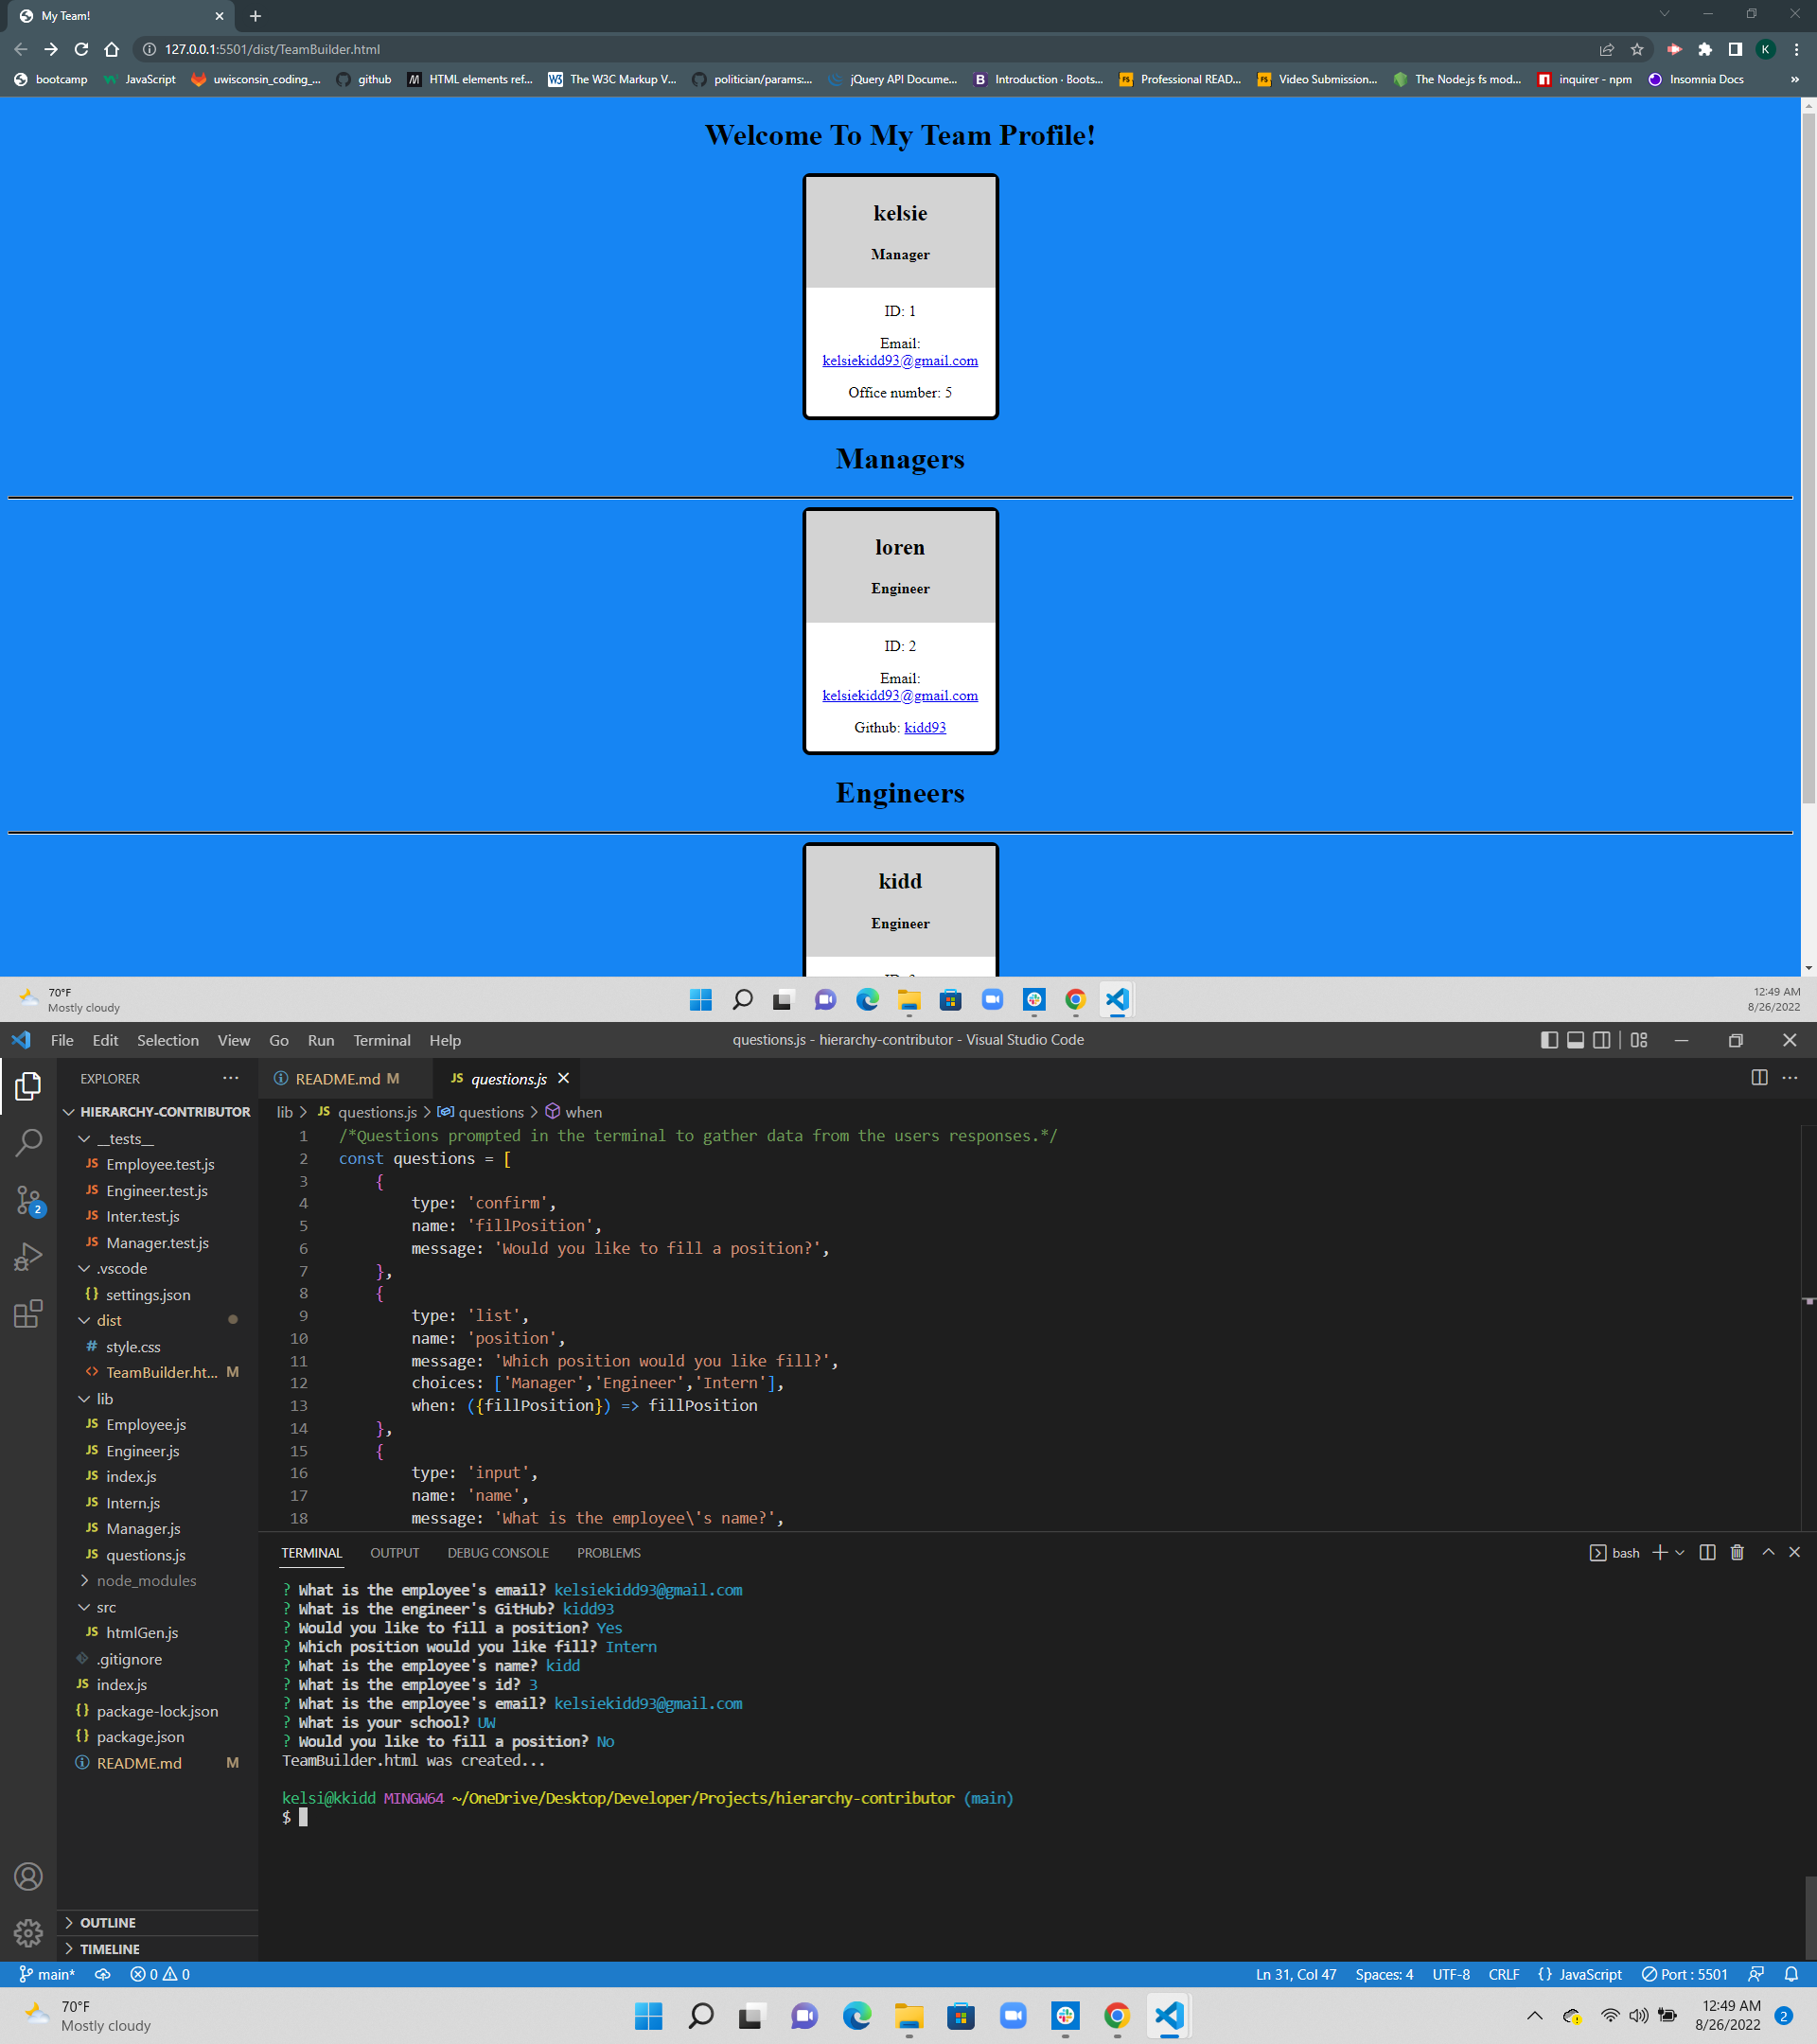 My Team!
127.0.0.1:5501/dist/TeamBuilder.html
K
bootcamp JavaScript uwisconsin_coding_... github HTML elements ref... The W3C Markup V... politician/params:... jQuery API Docume... Introduction · Boots... Professional READ... Video Submission... The Node.js fs mod... inquirer - npm Insomnia Docs »
Welcome To My Team Profile!
kelsie
Manager
ID: 1
Email:
kelsiekidd93@gmail.com
Office number: 5
Managers
loren
Engineer
ID: 2
Email:
kelsiekidd93@gmail.com
Github: kidd93
Engineers
kidd
Engineer
70°F
Mostly cloudy
12:49 AM
8/26/2022
File Edit Selection View Go Run Terminal Help
questions.js - hierarchy-contributor - Visual Studio Code
EXPLORER
HIERARCHY-CONTRIBUTOR
__tests__
JS Employee.test.js
JS Engineer.test.js
JS Inter.test.js
JS Manager.test.js
.vscode
{} settings.json
dist
# style.css
<> TeamBuilder.ht... M
lib
JS Employee.js
JS Engineer.js
JS index.js
JS Intern.js
JS Manager.js
JS questions.js
node_modules
src
JS htmlGen.js
.gitignore
JS index.js
{} package-lock.json
{} package.json
README.md M
OUTLINE
TIMELINE
2
README.md M JS questions.js
lib > JS questions.js > questions > when
1 /*Questions prompted in the terminal to gather data from the users responses.*/
2 const questions = [
3 {
4 type: 'confirm',
5 name: 'fillPosition',
6 message: 'Would you like to fill a position?',
7 },
8 {
9 type: 'list',
10 name: 'position',
11 message: 'Which position would you like fill?',
12 choices: ['Manager','Engineer','Intern'],
13 when: ({fillPosition}) => fillPosition
14 },
15 {
16 type: 'input',
17 name: 'name',
18 message: 'What is the employee\'s name?',
TERMINAL OUTPUT DEBUG CONSOLE PROBLEMS
bash
? What is the employee's email? kelsiekidd93@gmail.com
? What is the engineer's GitHub? kidd93
? Would you like to fill a position? Yes
? Which position would you like fill? Intern
? What is the employee's name? kidd
? What is the employee's id? 3
? What is the employee's email? kelsiekidd93@gmail.com
? What is your school? UW
? Would you like to fill a position? No
TeamBuilder.html was created...
kelsi@kkidd MINGW64 ~/OneDrive/Desktop/Developer/Projects/hierarchy-contributor (main)
$
main* 0 0
Ln 31, Col 47 Spaces: 4 UTF-8 CRLF {} JavaScript Port : 5501
70°F
Mostly cloudy
12:49 AM
8/26/2022
2